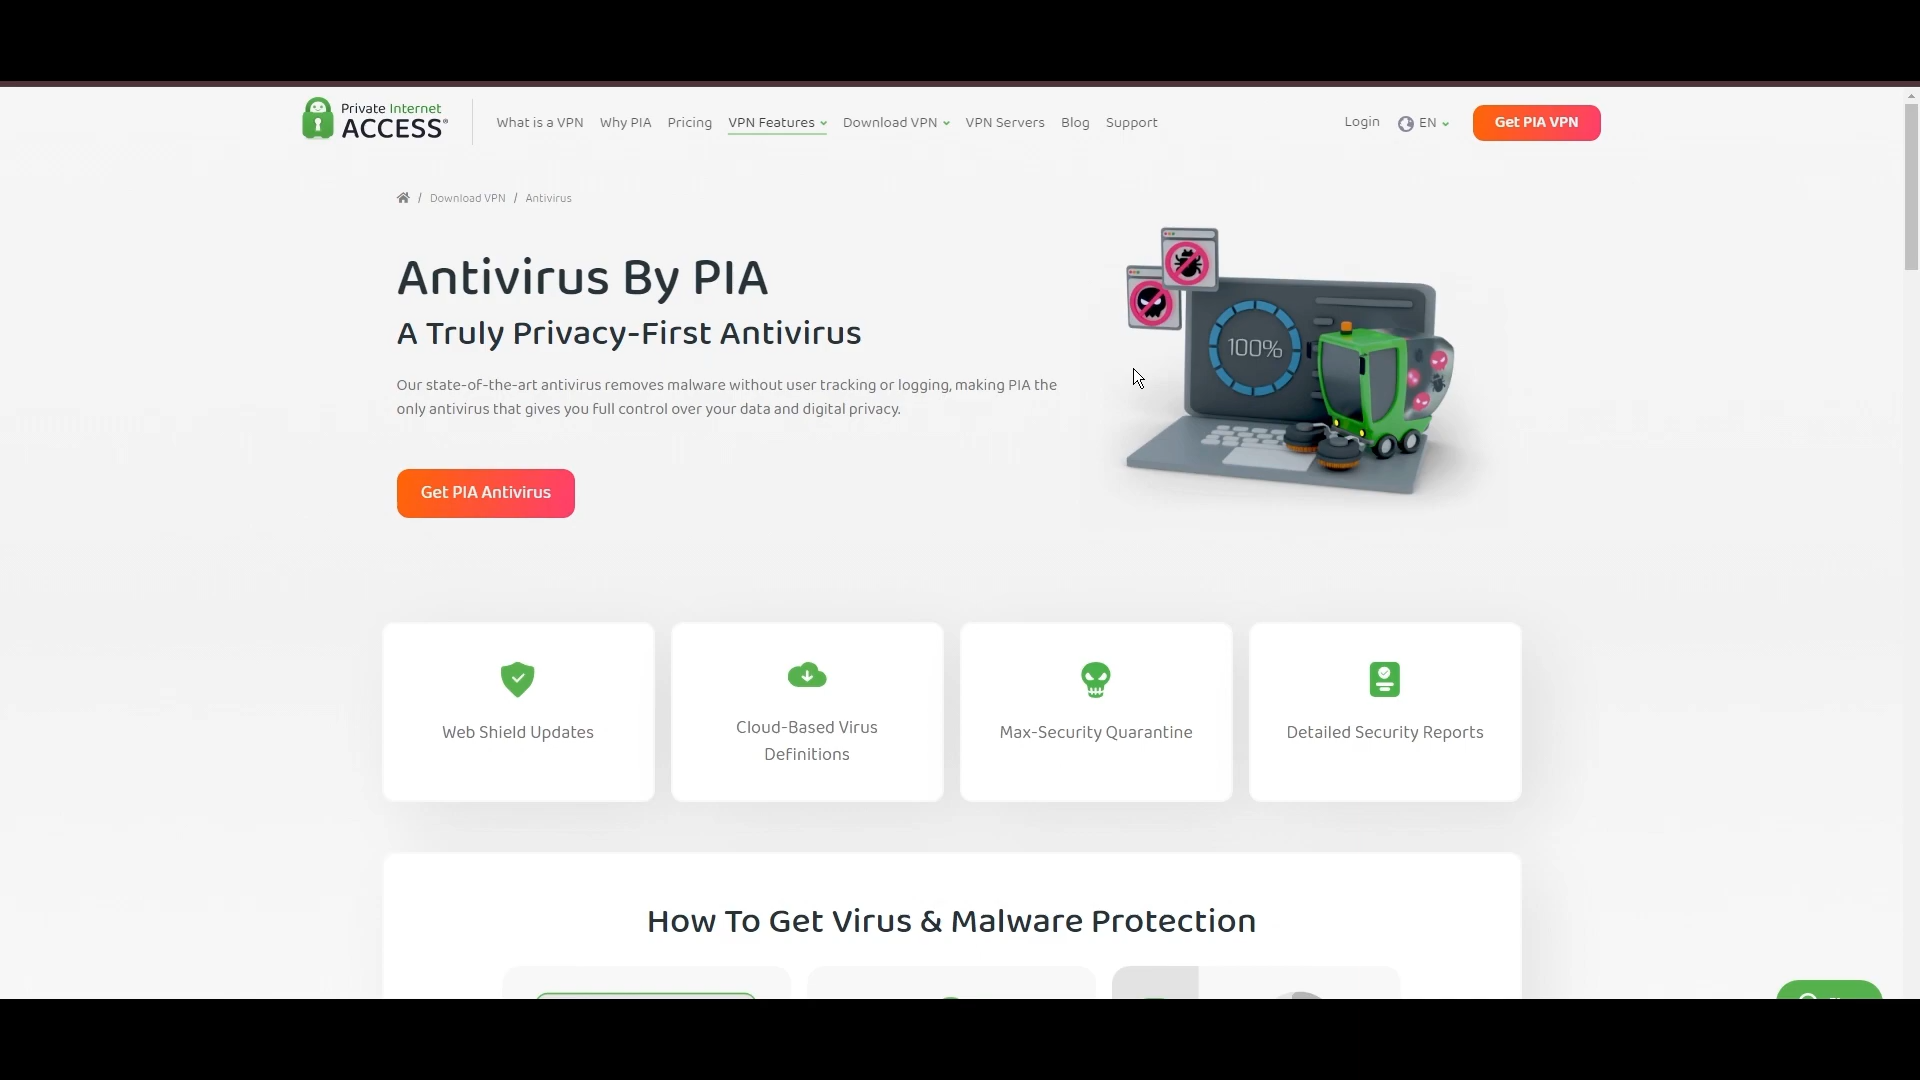 Private Internet
ACCESS®
What is a VPN
Why PIA
Pricing
VPN Features
Download VPN
VPN Servers
Blog
Support
Login
EN
Get PIA VPN
/ Download VPN / Antivirus
Antivirus By PIA
A Truly Privacy-First Antivirus
Our state-of-the-art antivirus removes malware without user tracking or logging, making PIA the
only antivirus that gives you full control over your data and digital privacy.
Get PIA Antivirus
100%
Web Shield Updates
Cloud-Based Virus
Definitions
Max-Security Quarantine
Detailed Security Reports
How To Get Virus & Malware Protection